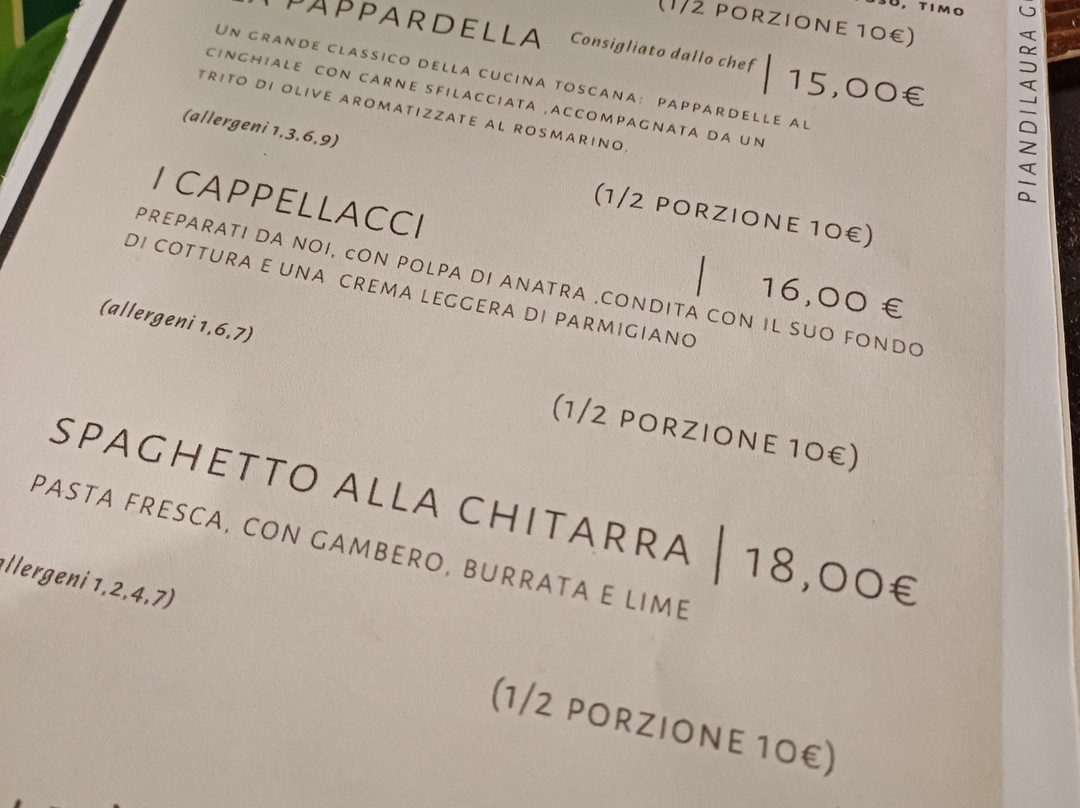 TIMO
(1/2 PORZIONE 10€)
PAPPARDELLA Consigliato dallo chef | 15,00€
UN GRANDE CLASSICO DELLA CUCINA TOSCANA: PAPPARDELLE AL
CINGHIALE CON CARNE SFILACCIATA ,ACCOMPAGNATA DA UN
TRITO DI OLIVE AROMATIZZATE AL ROSMARINO.
(allergeni 1,3,6,9)
(1/2 PORZIONE 10€)
I CAPPELLACCI | 16,00 €
PREPARATI DA NOI, cON POLPA DI ANATRA .CONDITA CON IL SUO FONDO
DI COTTURA E UNA CREMA LEGGERA DI PARMIGIANO
(allergeni 1,6,7)
(1/2 PORZIONE 10€)
SPAGHETTO ALLA CHITARRA | 18,00€
PASTA FRESCA, CON GAMBERO, BURRATA E LIME
allergeni 1,2,4,7)
(1/2 PORZIONE 10€)
PIANDILAURA